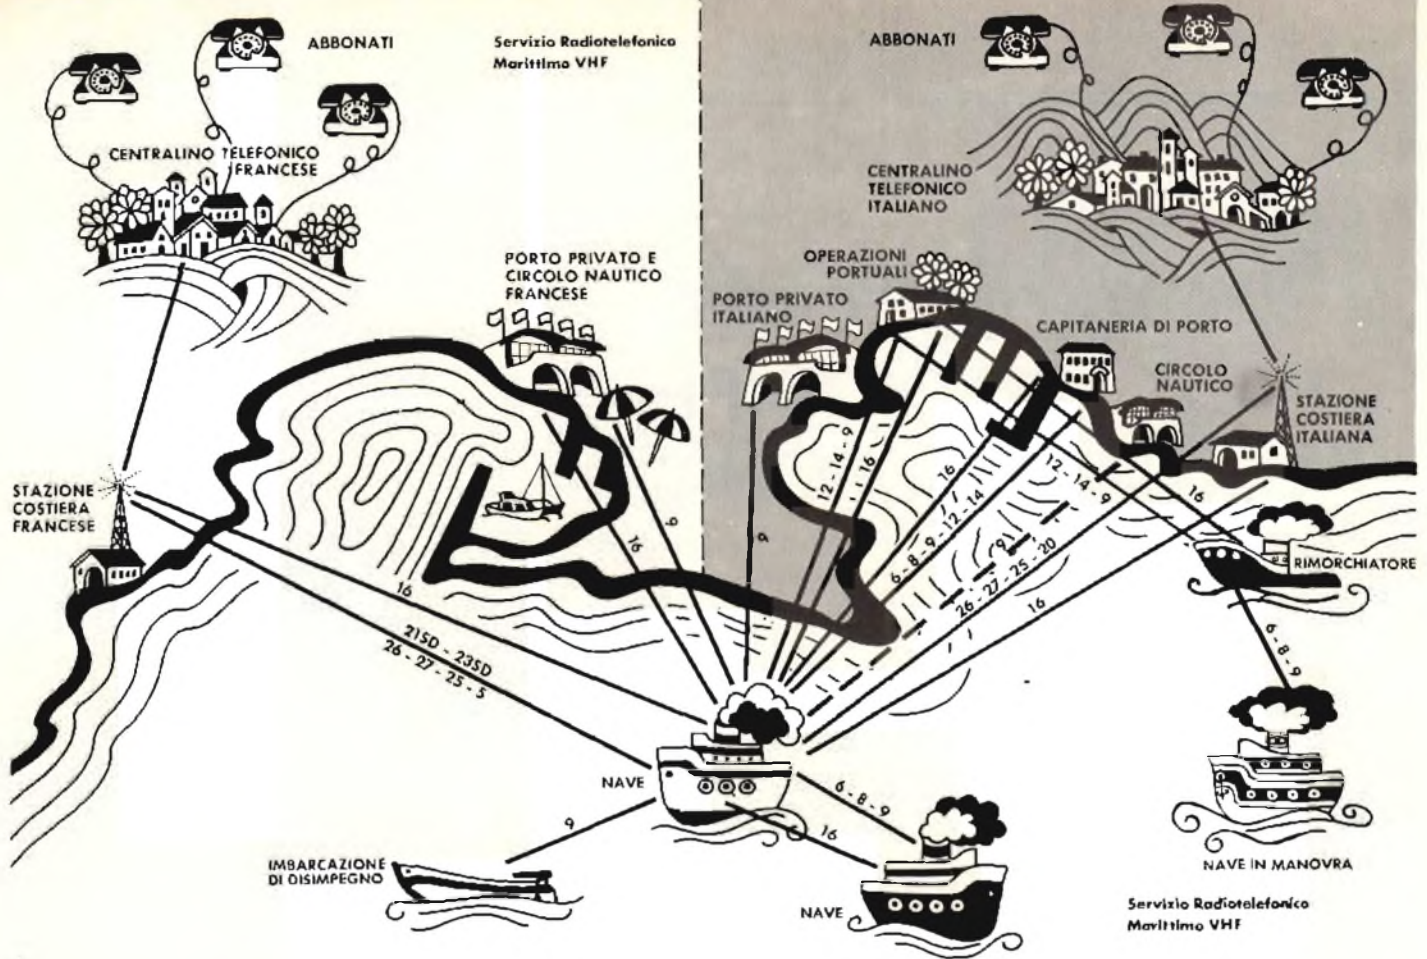 ABBONATI
Servizio Radiotelefonico
Marittimo VHF
ABBONATI
CENTRALINO TELEFONICO
FRANCESE
CENTRALINO
TELEFONICO
ITALIANO
PORTO PRIVATO E
CIRCOLO NAUTICO
FRANCESE
OPERAZIONI
PORTUALI
PORTO PRIVATO
ITALIANO
CAPITANERIA DI PORTO
CIRCOLO
NAUTICO
STAZIONE
COSTIERA
ITALIANA
STAZIONE
COSTIERA
FRANCESE
16
9
9
12-14-9
16
16
6-8-9-12-14
9
12-14-9
26-27-25-20
16
16
RIMORCHIATORE
6-8-9
16
21SD - 23SD
26 - 27 - 25 - 5
NAVE
6-8-9
16
9
IMBARCAZIONE
DI DISIMPEGNO
NAVE
NAVE IN MANOVRA
Servizio Radiotelefonico
Marittimo VHF